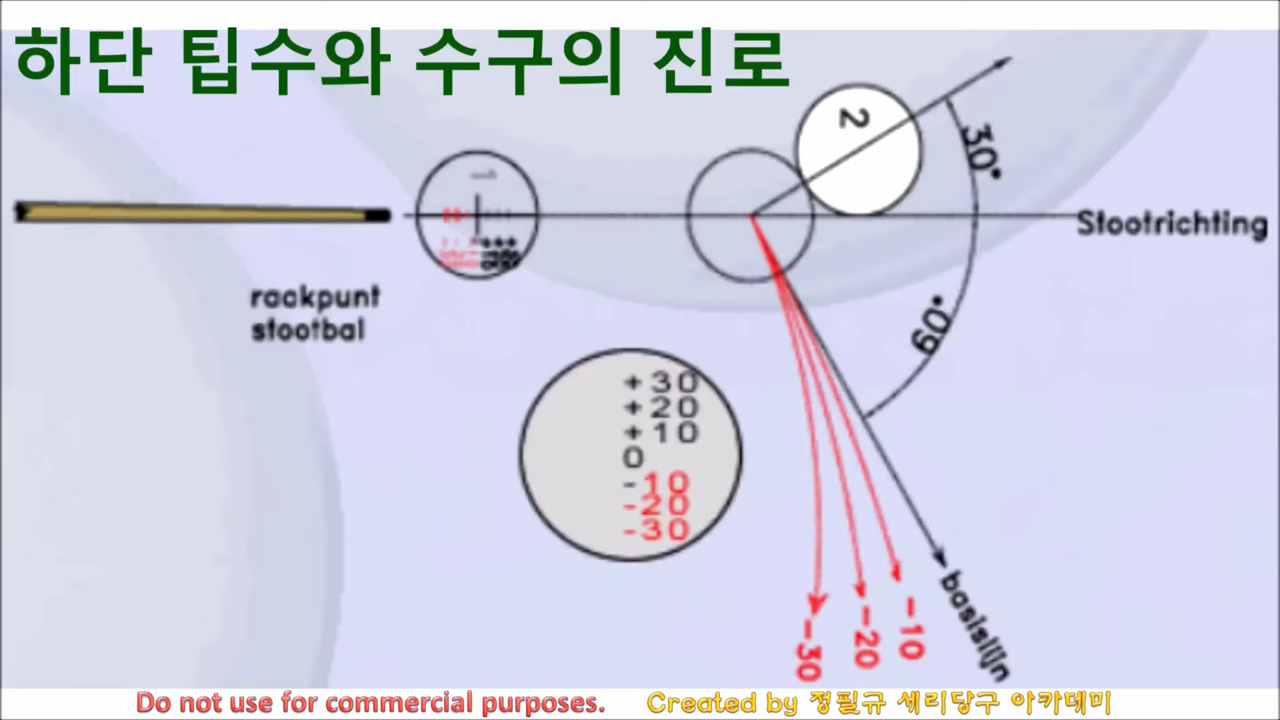 하단 팁수와 수구의 진로
2
30°
1
Stootrichting
raakpunt
stootbal
60°
+30
+20
+10
0
-10
-20
-30
basislijn
-10
-20
-30
Do not use for commercial purposes. Created by 정필규 세리당구 아카데미